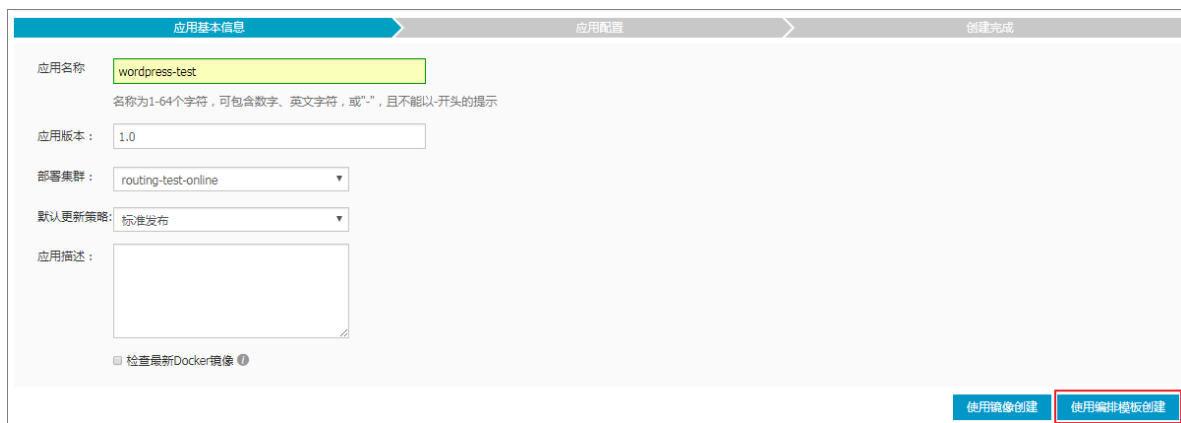 应用基本信息
应用配置
创建完成
应用名称
wordpress-test
名称为1-64个字符，可包含数字、英文字符，或"-"，且不能以-开头的提示
应用版本：
1.0
部署集群：
routing-test-online
默认更新策略:
标准发布
应用描述：
检查最新Docker镜像
使用镜像创建
使用编排模板创建